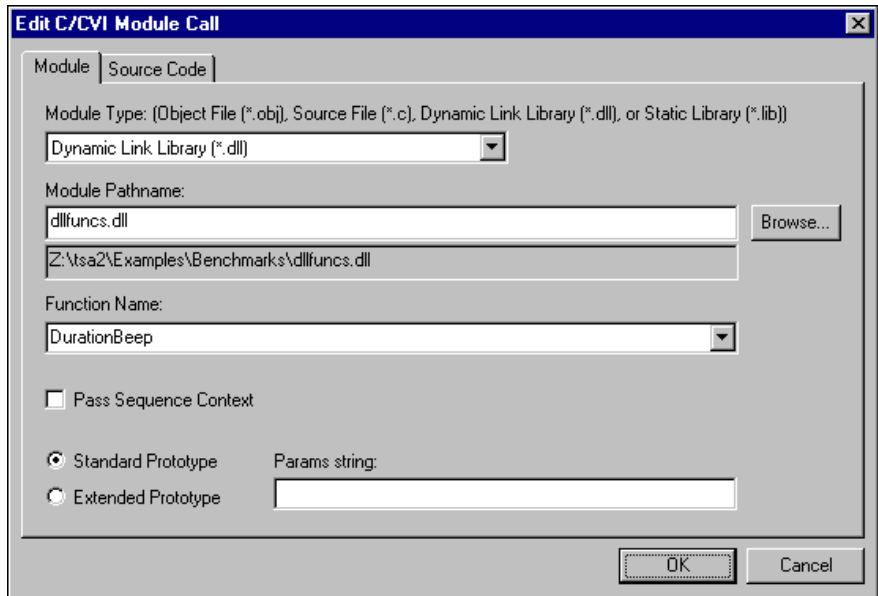 Edit C/CVI Module Call
Module Source Code
Module Type: (Object File (*.obj), Source File (*.c), Dynamic Link Library (*.dll), or Static Library (*.lib))
Dynamic Link Library (*.dll)
Module Pathname:
dllfuncs.dll Browse...
Z:\tsa2\Examples\Benchmarks\dllfuncs.dll
Function Name:
DurationBeep
Pass Sequence Context
Standard Prototype Params string:
Extended Prototype
OK Cancel